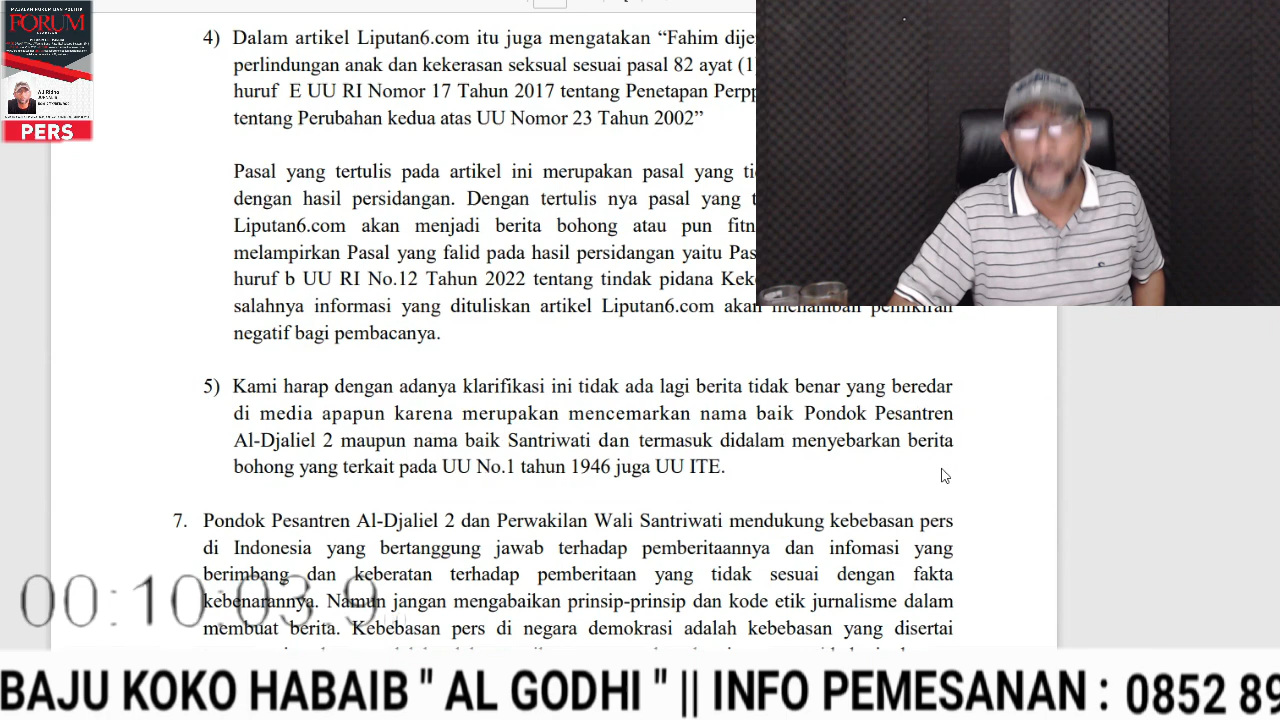 MAJALAH FORUM DAN POLITIK
FORUM
PERS
4) Dalam artikel Liputan6.com itu juga mengatakan “Fahim
perlindungan anak dan kekerasan seksual sesuai pasal 82 ayat (1
huruf E UU RI Nomor 17 Tahun 2017 tentang Penetapan
tentang Perubahan kedua atas UU Nomor 23 Tahun 2002”
Pasal yang tertulis pada artikel ini merupakan pasal yang
dengan hasil persidangan. Dengan tertulis nya pasal yang
Liputan6.com akan menjadi berita bohong atau pun
melampirkan Pasal yang falid pada hasil persidangan yaitu
huruf b UU RI No.12 Tahun 2022 tentang tindak pidana
salahnya informasi yang dituliskan artikel Liputan6.com akan menambah pemikiran
negatif bagi pembacanya.
5) Kami harap dengan adanya klarifikasi ini tidak ada lagi berita tidak benar yang beredar
di media apapun karena merupakan mencemarkan nama baik Pondok Pesantren
Al-Djaliel 2 maupun nama baik Santriwati dan termasuk didalam menyebarkan berita
bohong yang terkait pada UU No.1 tahun 1946 juga UU ITE.
7. Pondok Pesantren Al-Djaliel 2 dan Perwakilan Wali Santriwati mendukung kebebasan pers
di Indonesia yang bertanggung jawab terhadap pemberitaannya dan infomasi yang
berimbang dan keberatan terhadap pemberitaan yang tidak sesuai dengan fakta
kebenarannya. Namun jangan mengabaikan prinsip-prinsip dan kode etik jurnalisme dalam
membuat berita. Kebebasan pers di negara demokrasi adalah kebebasan yang disertai
00:10:03.9
BAJU KOKO HABAIB " AL GODHI " || INFO PEMESANAN : 0852 89